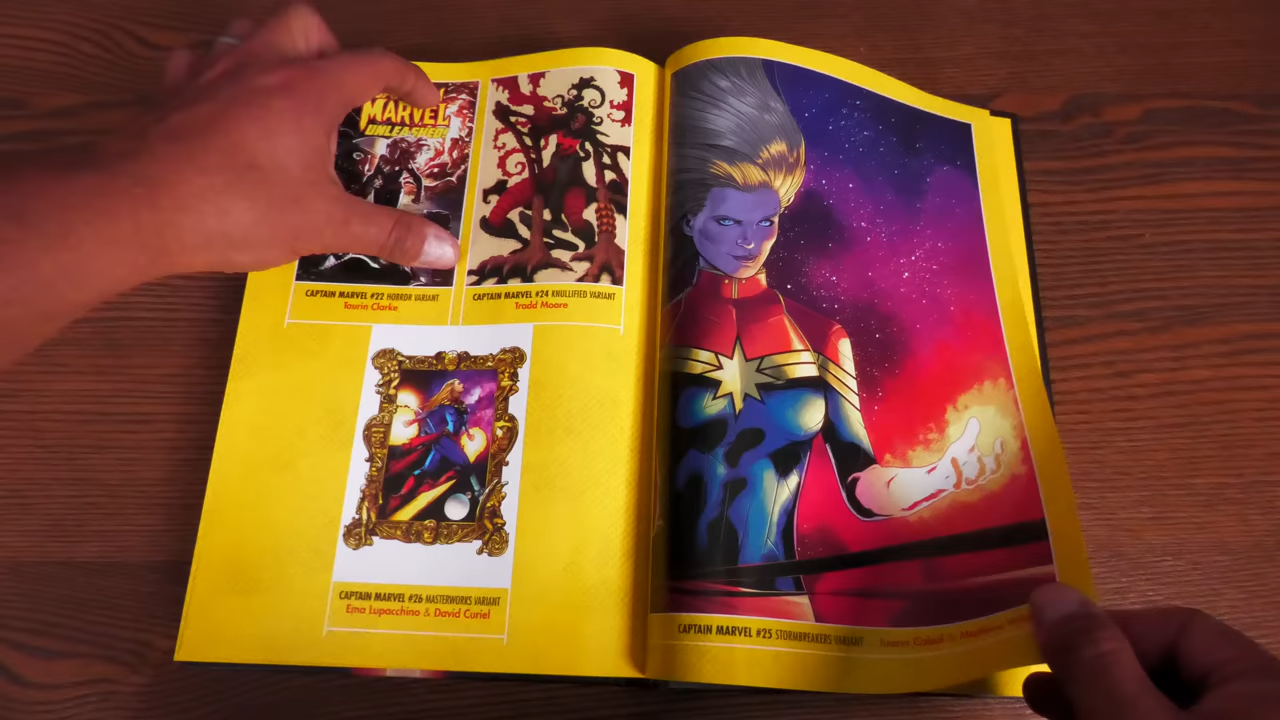 MARVEL
UNLEASHED!
CAPTAIN MARVEL #22 HORROR VARIANT
Taurin Clarke
CAPTAIN MARVEL #24 KNULLIFIED VARIANT
Tradd Moore
CAPTAIN MARVEL #26 MASTERWORKS VARIANT
Ema Lupacchino & David Curiel
CAPTAIN MARVEL #25 STORMBREAKERS VARIANT